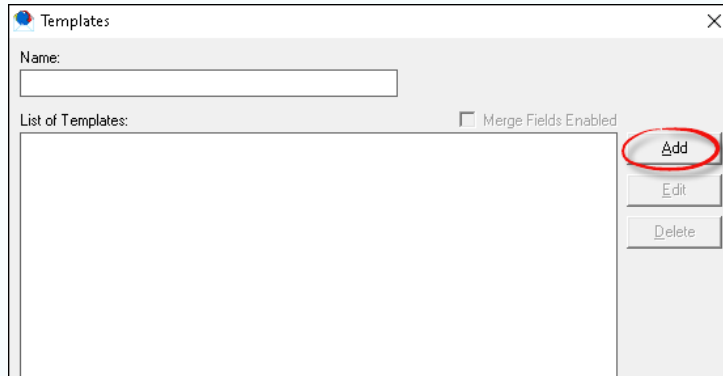 Templates
Name:
List of Templates:
Merge Fields Enabled
Add
Edit
Delete